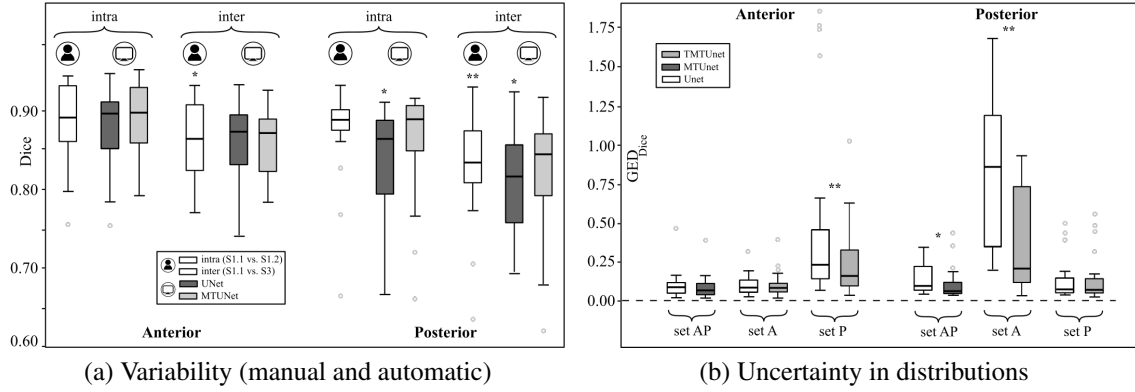 intra inter intra inter
* ** * *
0.90
0.80
0.70
0.60
Dice
intra (S1.1 vs. S1.2)
inter (S1.1 vs. S3)
UNet
MTUNet
Anterior Posterior
(a) Variability (manual and automatic)
Anterior Posterior
TMTUnet
MTUnet
Unet
** ** *
1.75
1.50
1.25
1.00
0.75
0.50
0.25
0.00
GED Dice
set AP set A set P set AP set A set P
(b) Uncertainty in distributions